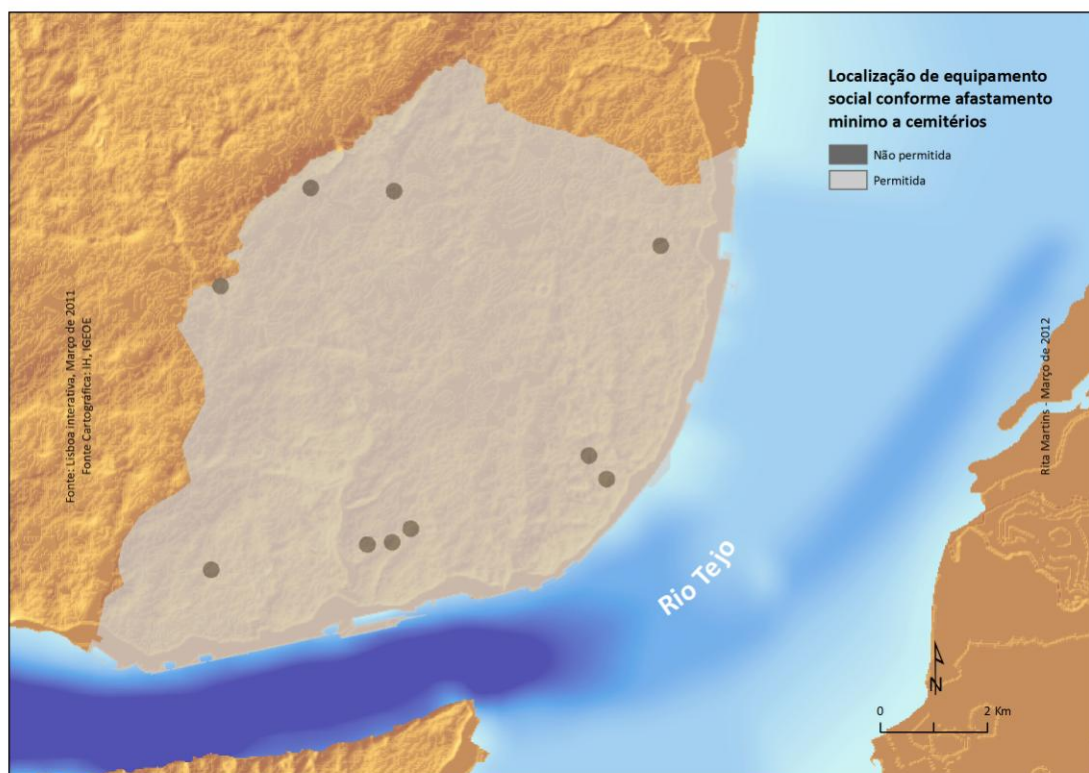 Localização de equipamento
social conforme afastamento
minimo a cemitérios
Não permitida
Permitida
Fonte: Lisboa interativa, Março de 2011
Fonte Cartográfica: IH, IGEOE
Rita Martins - Março de 2012
Rio Tejo
N
0 2 Km